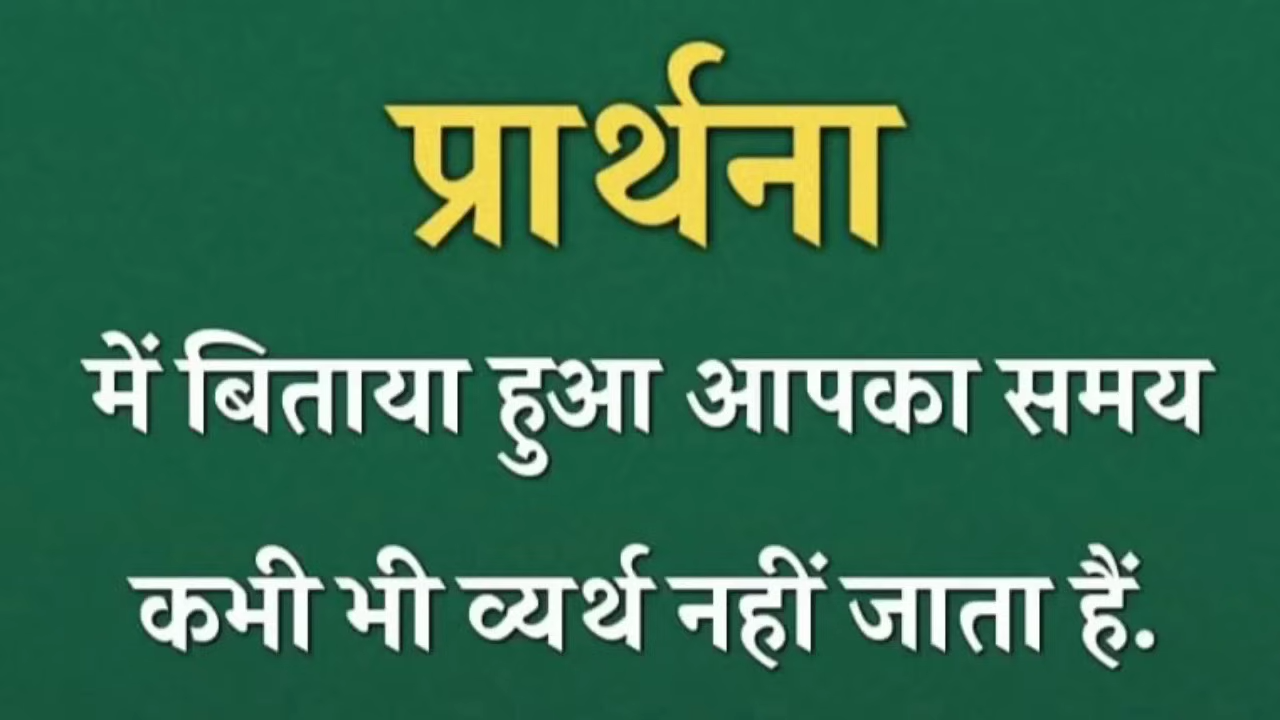 प्रार्थना
में बिताया हुआ आपका समय
कभी भी व्यर्थ नहीं जाता हैं.